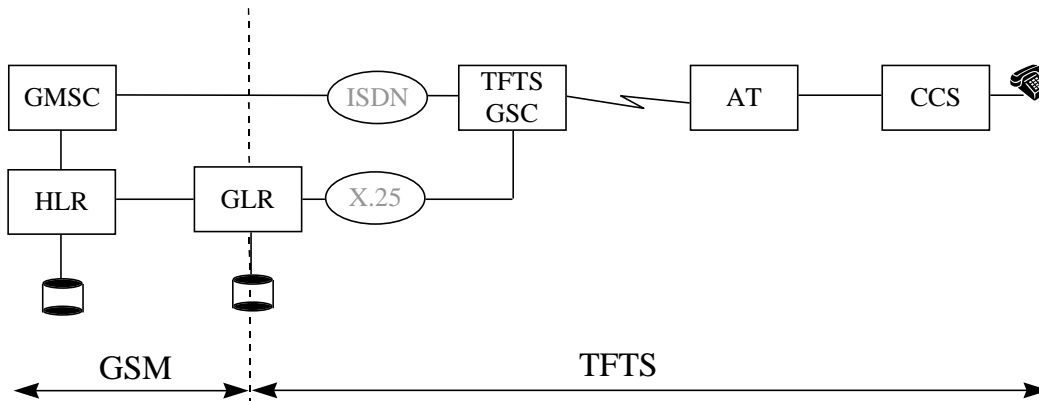 GMSC
ISDN
TFTS
GSC
AT
CCS
HLR
GLR
X.25
GSM
TFTS